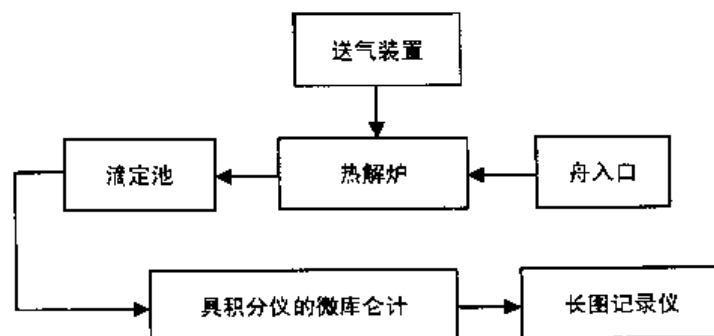 送气装置
滴定池
热解炉
舟入口
具积分仪的微库仑计
长图记录仪